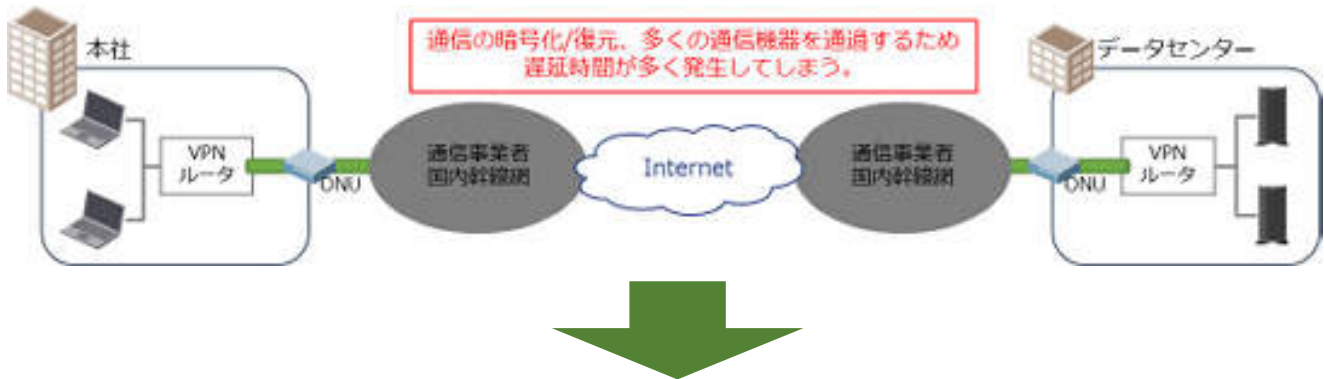 本社
通信の暗号化/復元、多くの通信機器を通過するため
遅延時間が多く発生してしまう。
データセンター
VPN
ルータ
ONU
通信事業者
国内幹線網
Internet
通信事業者
国内幹線網
ONU
VPN
ルータ